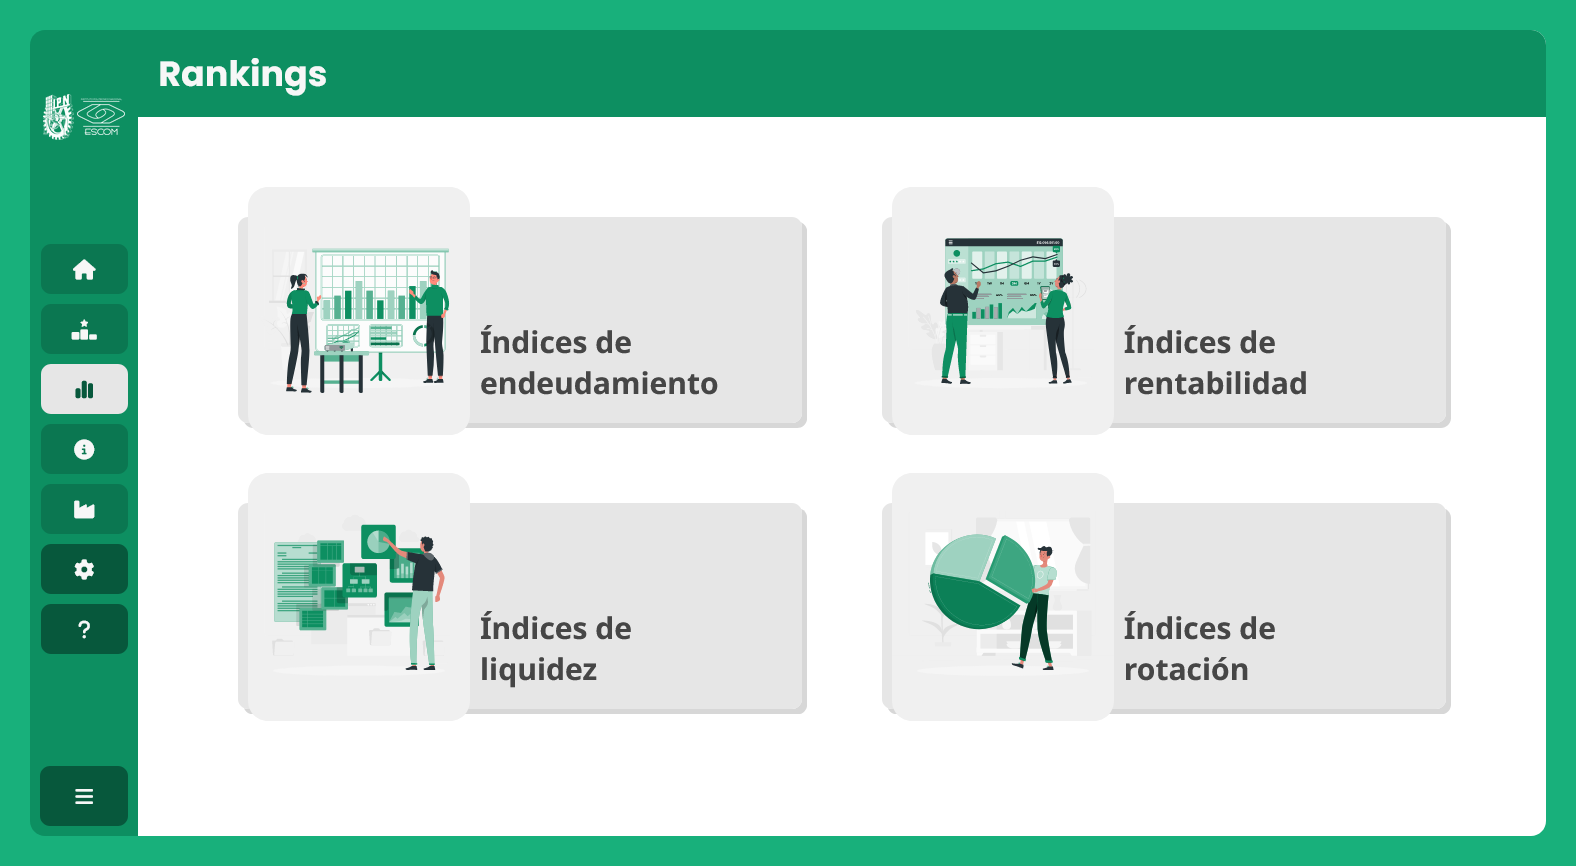 Rankings
IPN
ESCOM
Índices de
endeudamiento
Índices de
rentabilidad
Índices de
liquidez
Índices de
rotación